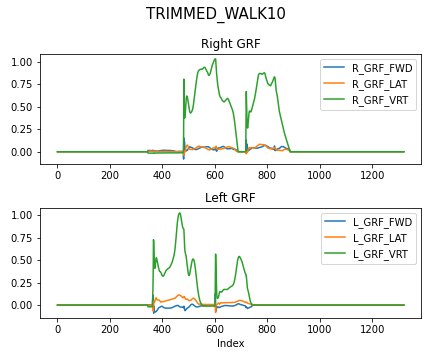 TRIMMED_WALK10
Right GRF
1.00
0.75
0.50
0.25
0.00
R_GRF_FWD
R_GRF_LAT
R_GRF_VRT
0 200 400 600 800 1000 1200
Left GRF
1.00
0.75
0.50
0.25
0.00
L_GRF_FWD
L_GRF_LAT
L_GRF_VRT
0 200 400 600 800 1000 1200
Index